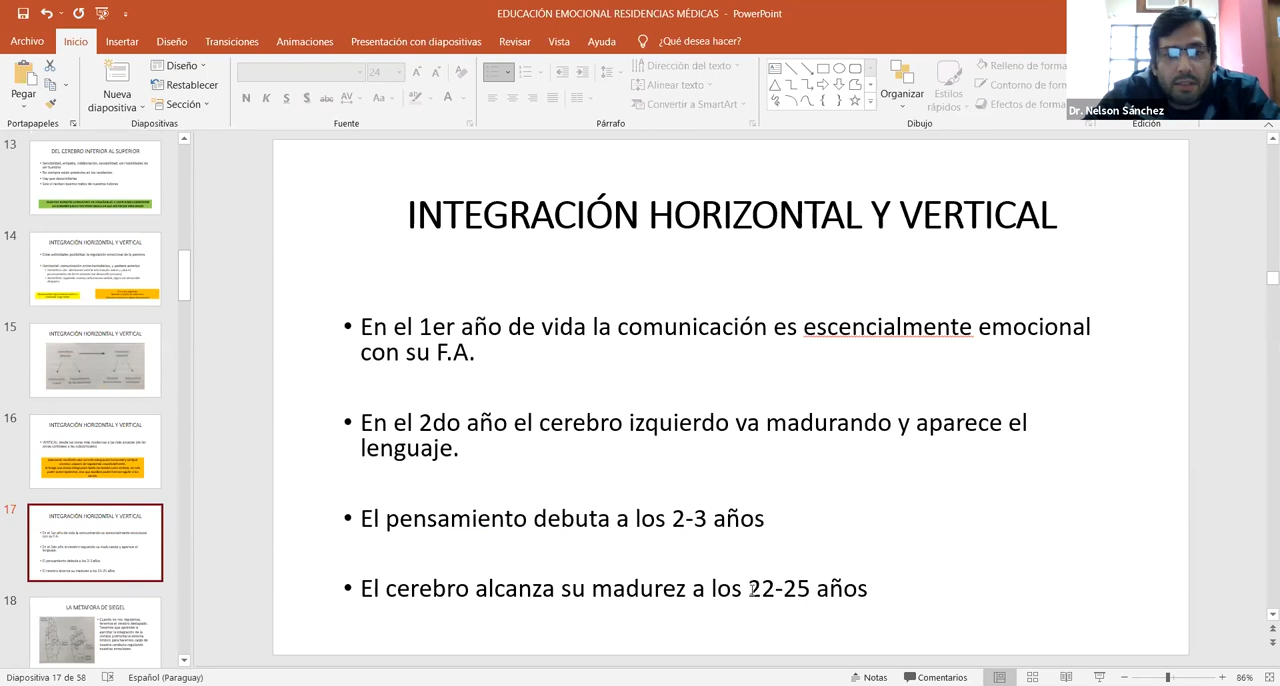 EDUCACIÓN EMOCIONAL RESIDENCIAS MÉDICAS - PowerPoint
Archivo Inicio Insertar Diseño Transiciones Animaciones Presentación con diapositivas Revisar Vista Ayuda ¿Qué desea hacer?
Pegar
Portapapeles
Nueva diapositiva
Diseño
Restablecer
Sección
Diapositivas
24
N K S S abc AV Aa A
Fuente
Dirección del texto
Alinear texto
Convertir a SmartArt
Párrafo
Organizar
Estilos rápidos
Relleno de forma
Contorno de form
Efectos de forma
Dibujo
Edición
Dr. Nelson Sánchez
13
DEL CEREBRO INFERIOR AL SUPERIOR
14
INTEGRACIÓN HORIZONTAL Y VERTICAL
15
INTEGRACIÓN HORIZONTAL Y VERTICAL
16
INTEGRACIÓN HORIZONTAL Y VERTICAL
17
INTEGRACIÓN HORIZONTAL Y VERTICAL
18
LA METAFORA DE SIEGEL
INTEGRACIÓN HORIZONTAL Y VERTICAL
• En el 1er año de vida la comunicación es escencialmente emocional
con su F.A.
• En el 2do año el cerebro izquierdo va madurando y aparece el
lenguaje.
• El pensamiento debuta a los 2-3 años
• El cerebro alcanza su madurez a los 22-25 años
Diapositiva 17 de 58 Español (Paraguay) Notas Comentarios 86%